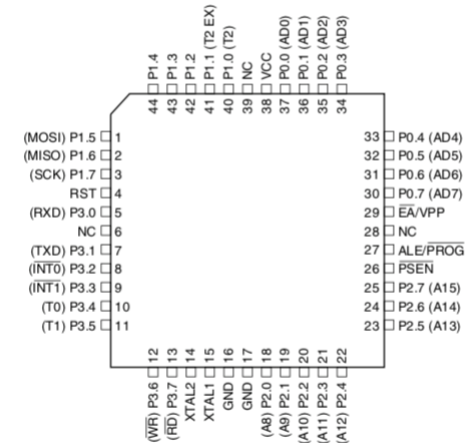 P1.4
P1.3
P1.2
P1.1 (T2 EX)
P1.0 (T2)
NC
VCC
P0.0 (AD0)
P0.1 (AD1)
P0.2 (AD2)
P0.3 (AD3)
44
43
42
41
40
39
38
37
36
35
34
(MOSI) P1.5 1
(MISO) P1.6 2
(SCK) P1.7 3
RST 4
(RXD) P3.0 5
NC 6
(TXD) P3.1 7
(INT0) P3.2 8
(INT1) P3.3 9
(T0) P3.4 10
(T1) P3.5 11
33 P0.4 (AD4)
32 P0.5 (AD5)
31 P0.6 (AD6)
30 P0.7 (AD7)
29 EA/VPP
28 NC
27 ALE/PROG
26 PSEN
25 P2.7 (A15)
24 P2.6 (A14)
23 P2.5 (A13)
12
13
14
15
16
17
18
19
20
21
22
(WR) P3.6
(RD) P3.7
XTAL2
XTAL1
GND
GND
(A8) P2.0
(A9) P2.1
(A10) P2.2
(A11) P2.3
(A12) P2.4